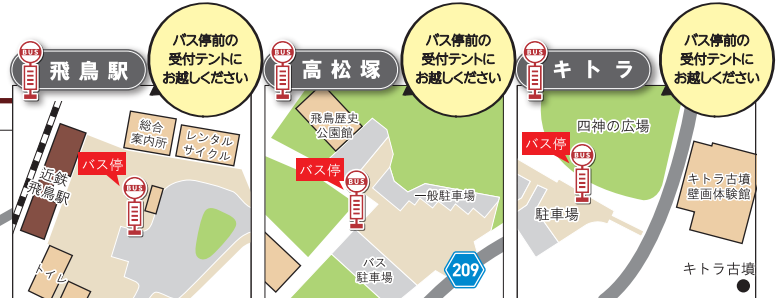 バス停前の
受付テントに
お越しください
BUS
飛鳥駅
総合
案内所
レンタル
サイクル
バス停
BUS
近鉄
飛鳥駅
トイレ
バス停前の
受付テントに
お越しください
BUS
高松塚
飛鳥歴史
公園館
バス停
BUS
一般駐車場
バス
駐車場
209
バス停前の
受付テントに
お越しください
BUS
キトラ
四神の広場
バス停
BUS
駐車場
キトラ古墳
壁画体験館
キトラ古墳